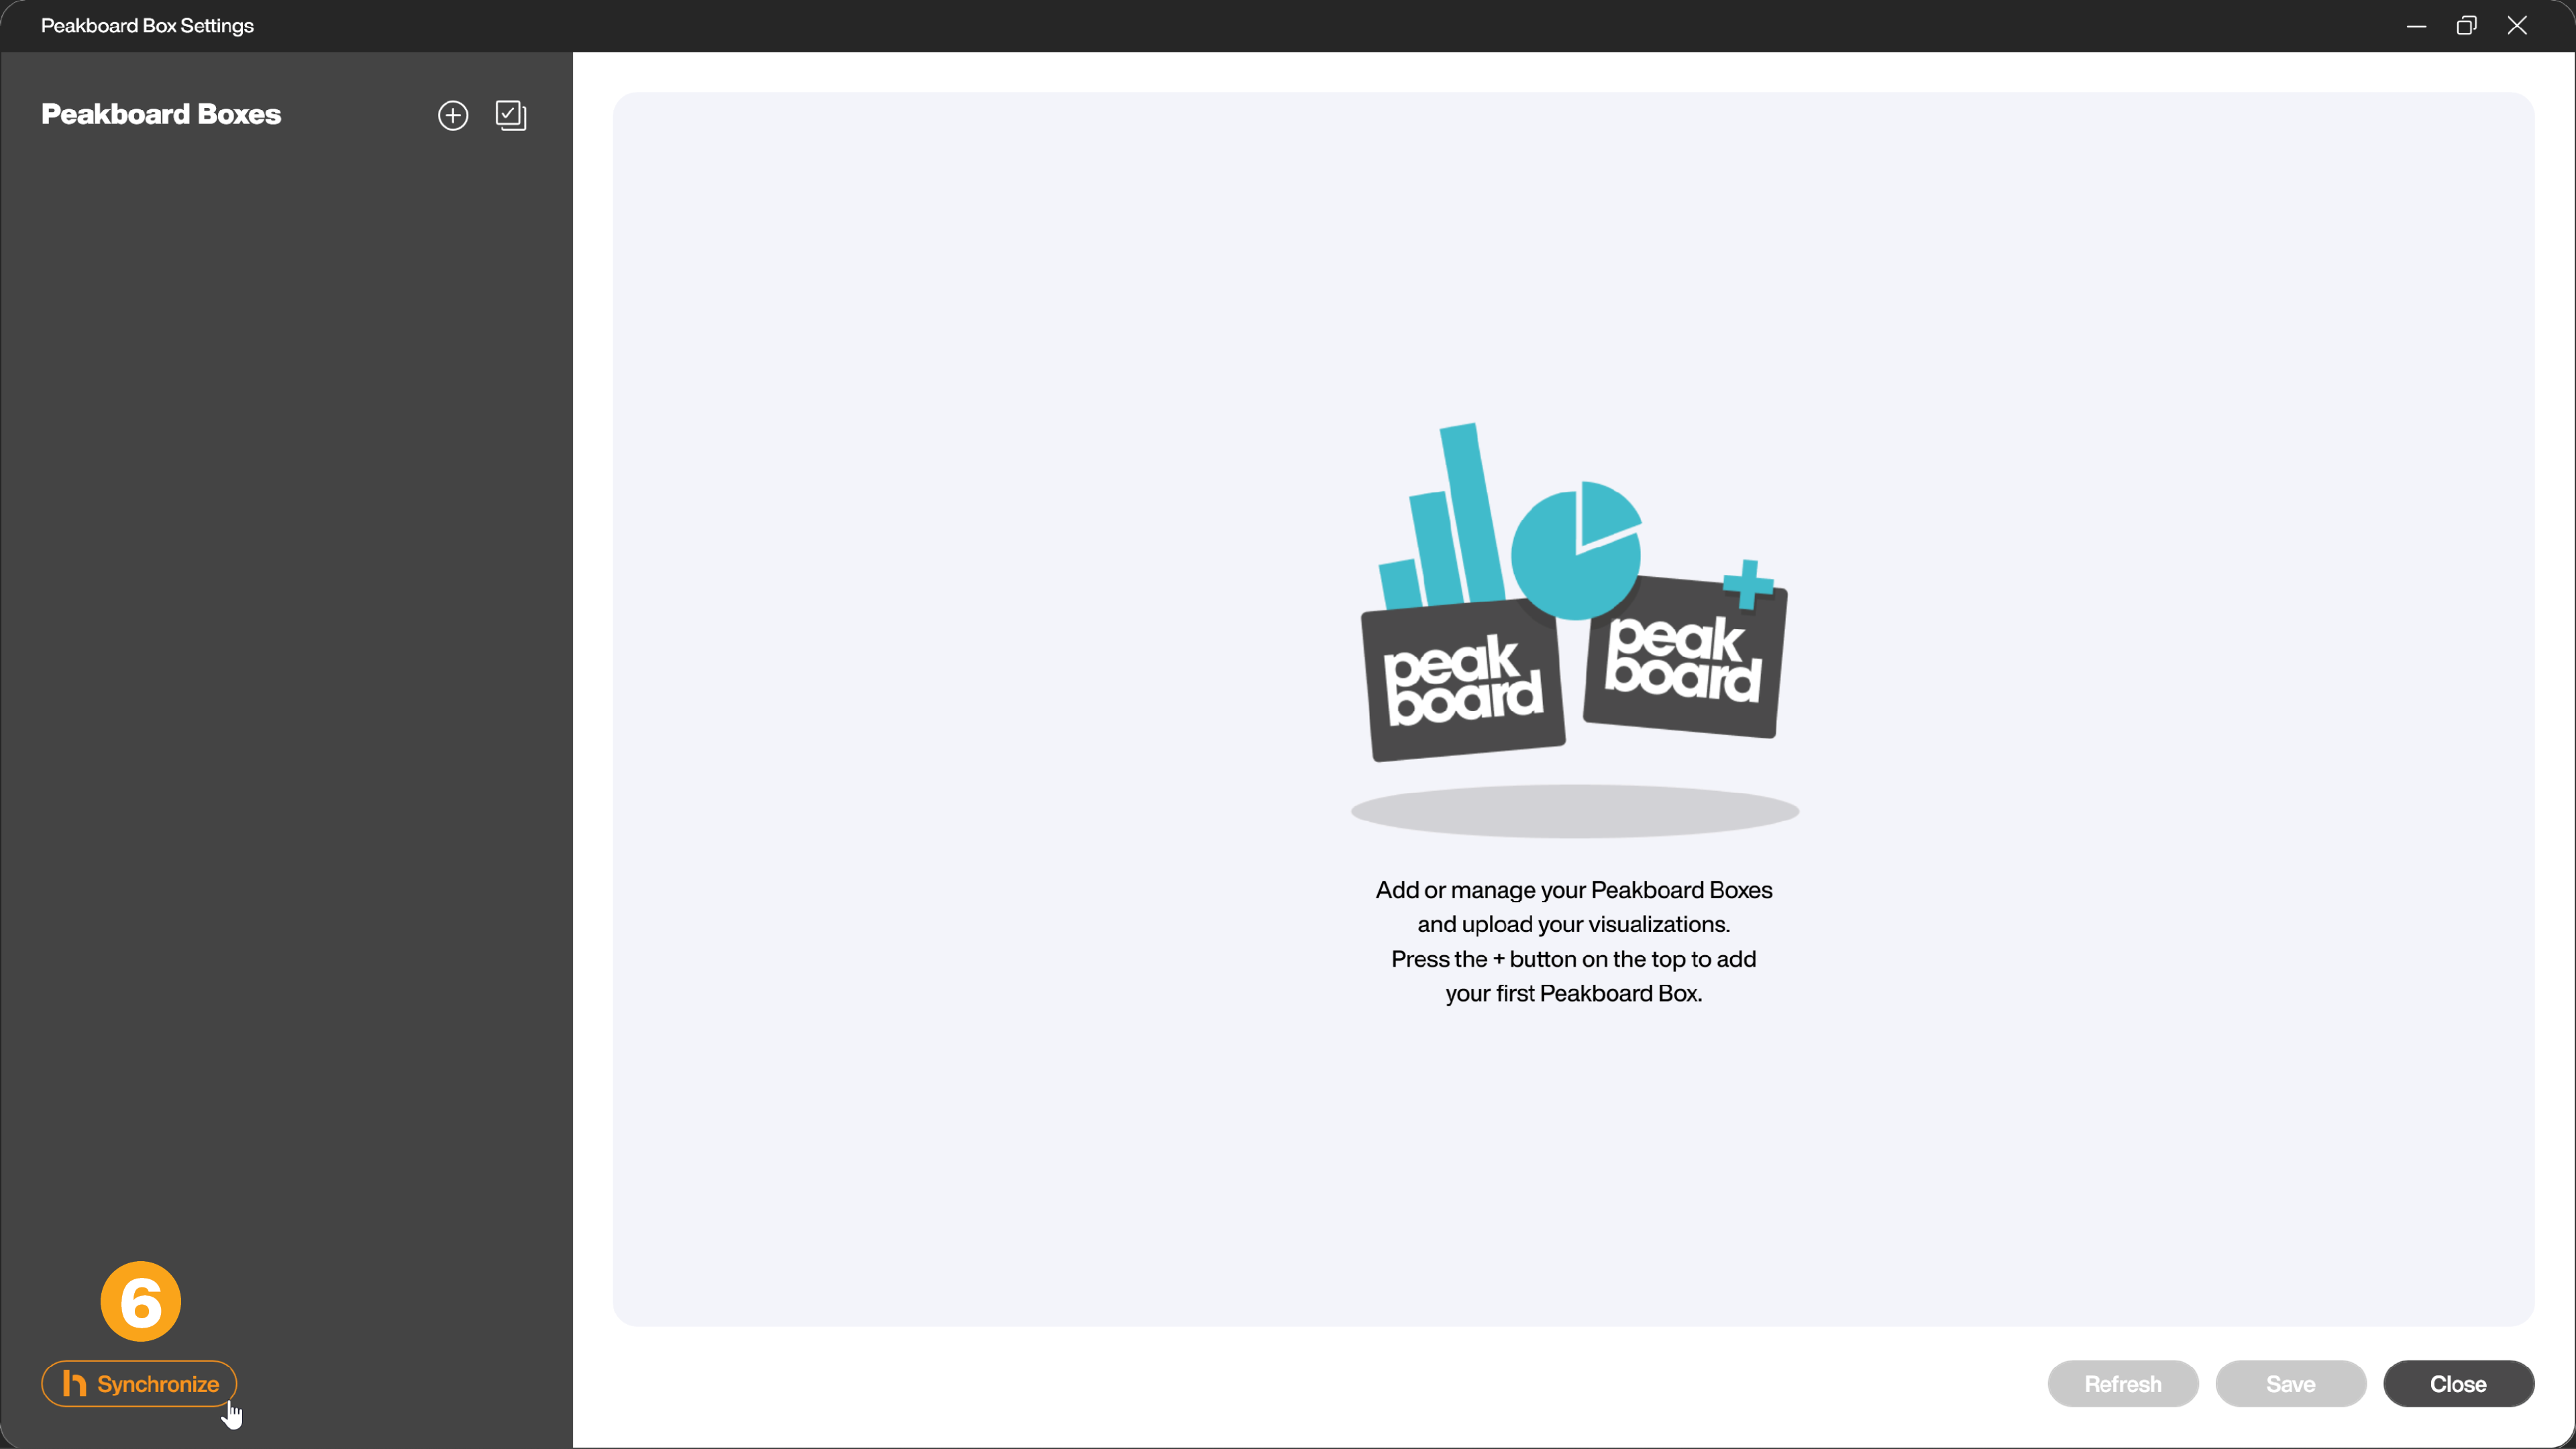 Peakboard Box Settings
Peakboard Boxes
peak
board
peak
board
Add or manage your Peakboard Boxes
and upload your visualizations.
Press the + button on the top to add
your first Peakboard Box.
6
Synchronize
Refresh
Save
Close